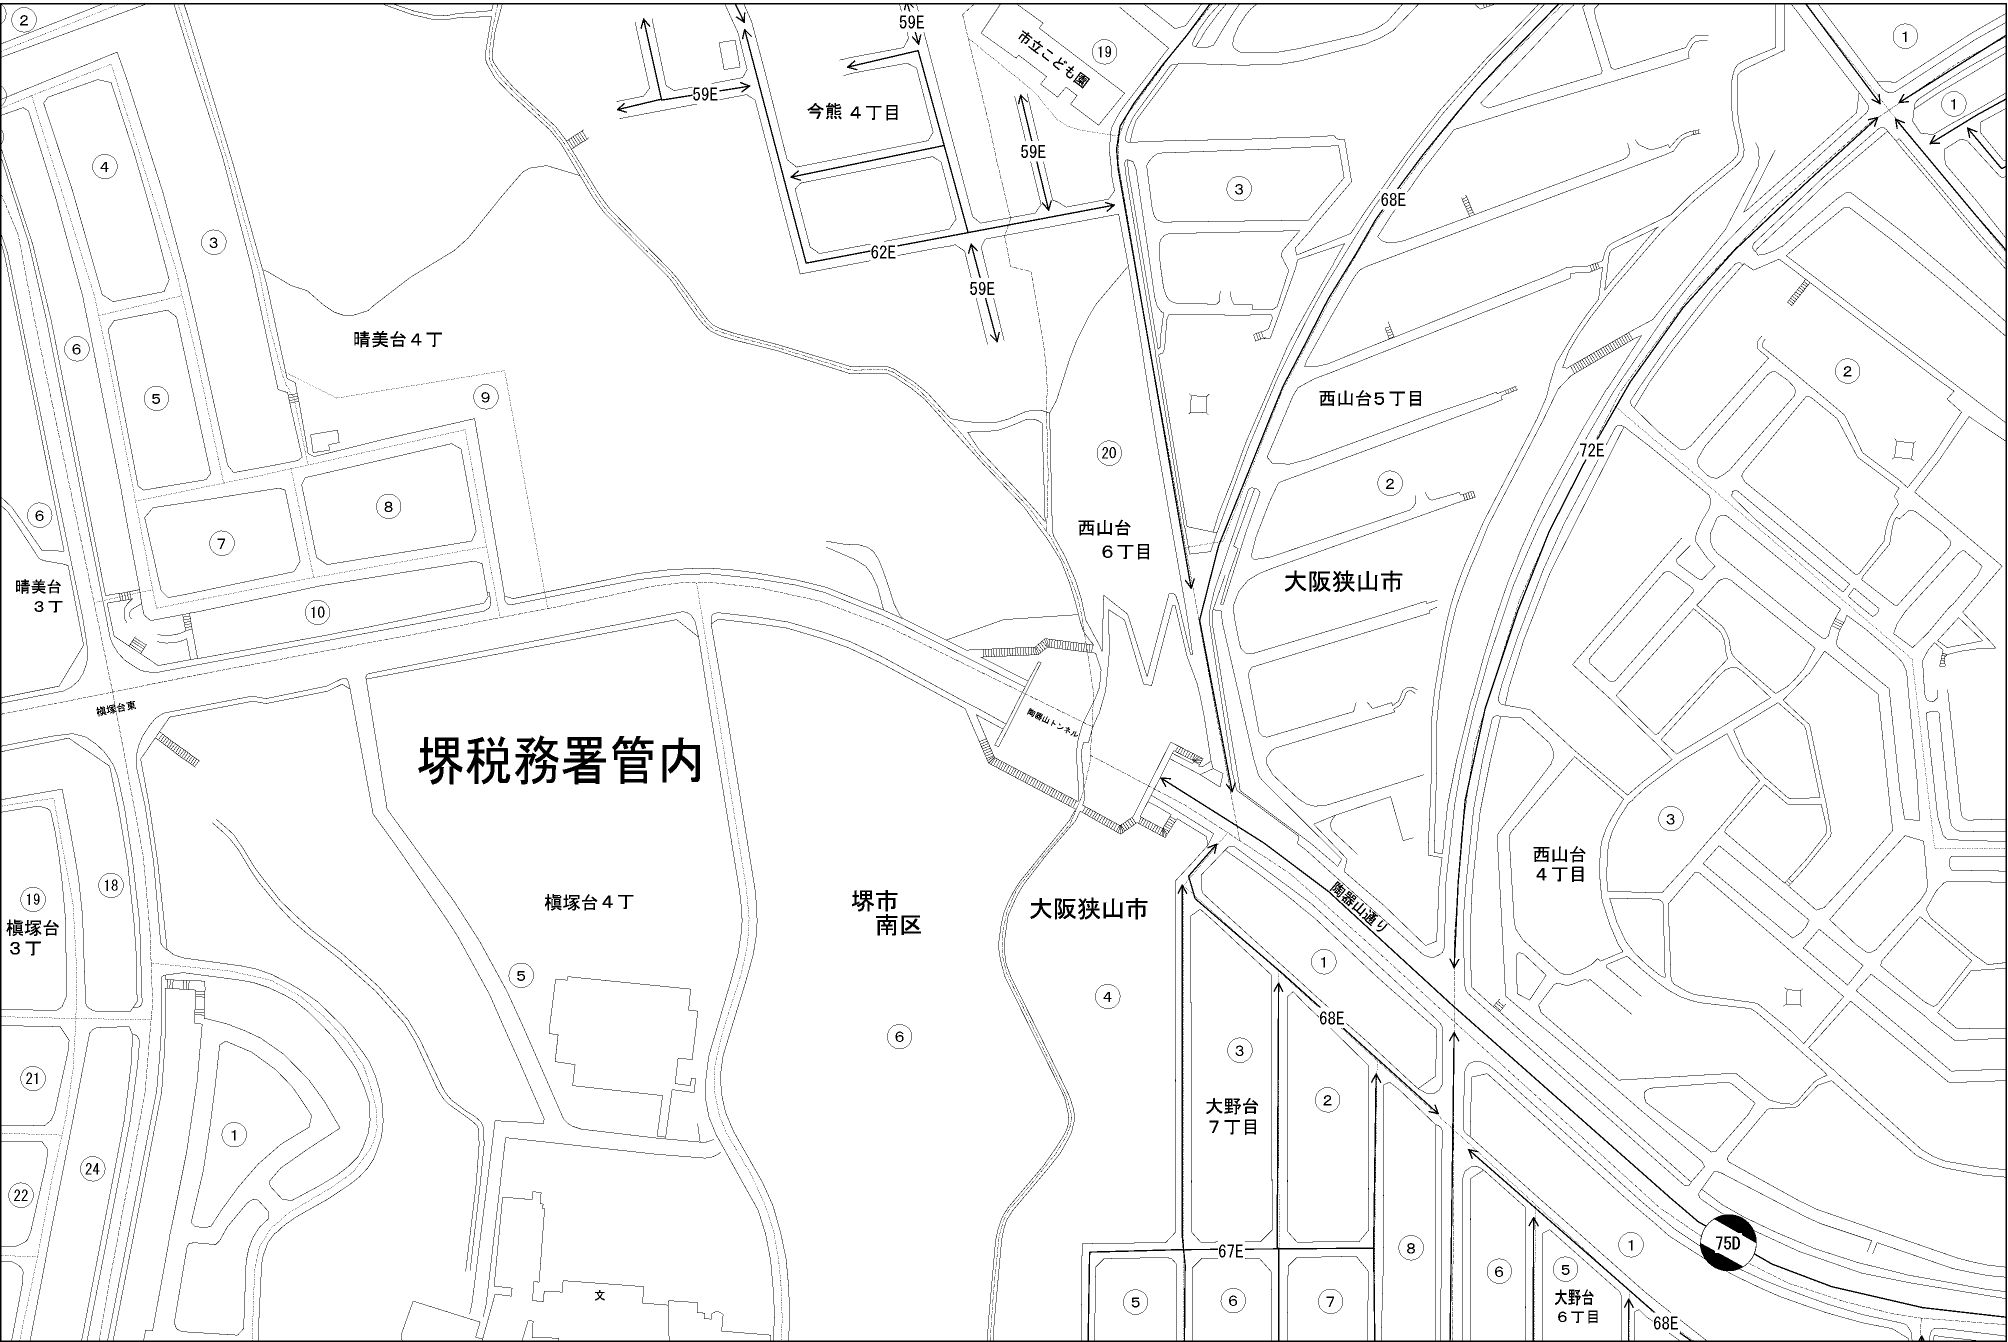 ②
59E
市立こども園
⑲
①
59E
今熊 4丁目
①
④
59E
③
68E
③
62E
59E
晴美台4丁
⑥
②
⑤
⑨
西山台5丁目
⑳
72E
②
⑧
⑥
西山台
6丁目
⑦
晴美台
3丁
大阪狭山市
⑩
槇塚台東
陶器山トンネル
堺税務署管内
③
西山台
4丁目
⑱
⑲
槇塚台
3丁
槇塚台4丁
堺市
南区
大阪狭山市
陶器山通り
①
⑤
④
68E
⑥
③
㉑
②
大野台
7丁目
①
㉔
㉒
75D
67E
⑧
①
⑥
⑤
文
⑤
⑥
⑦
大野台
6丁目
68E